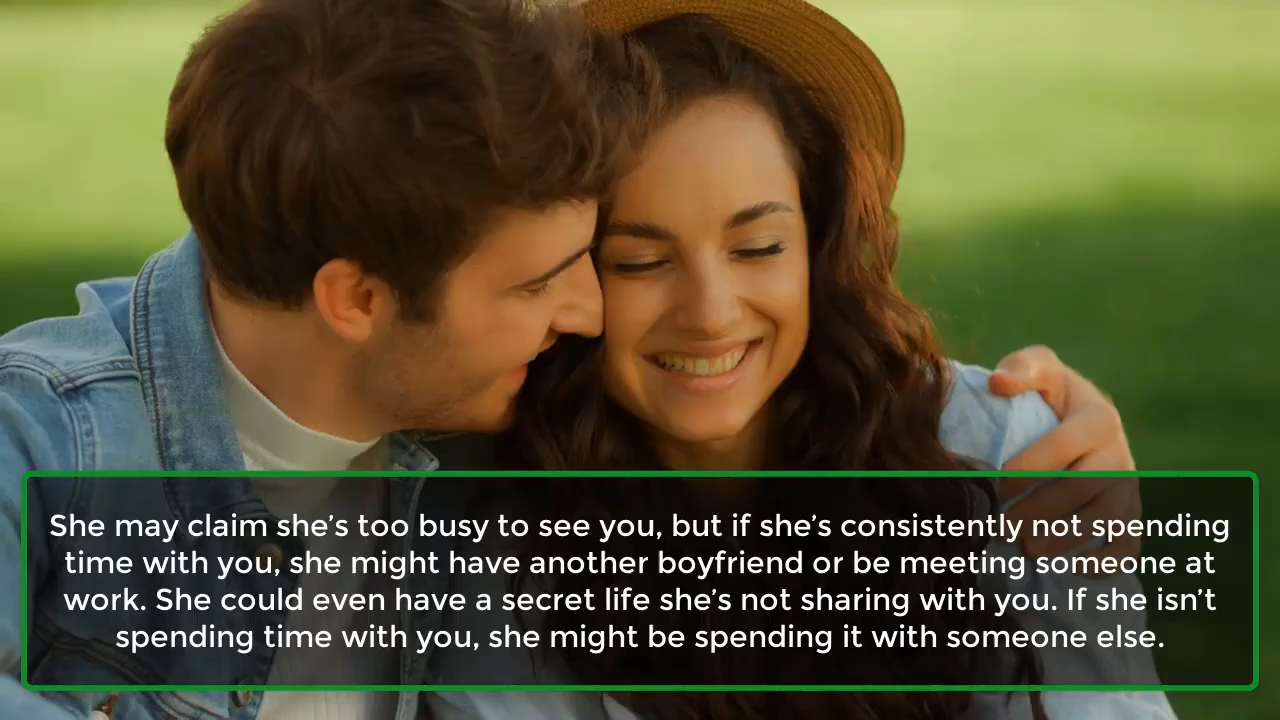 She may claim she’s too busy to see you, but if she’s consistently not spending
time with you, she might have another boyfriend or be meeting someone at
work. She could even have a secret life she’s not sharing with you. If she isn’t
spending time with you, she might be spending it with someone else.